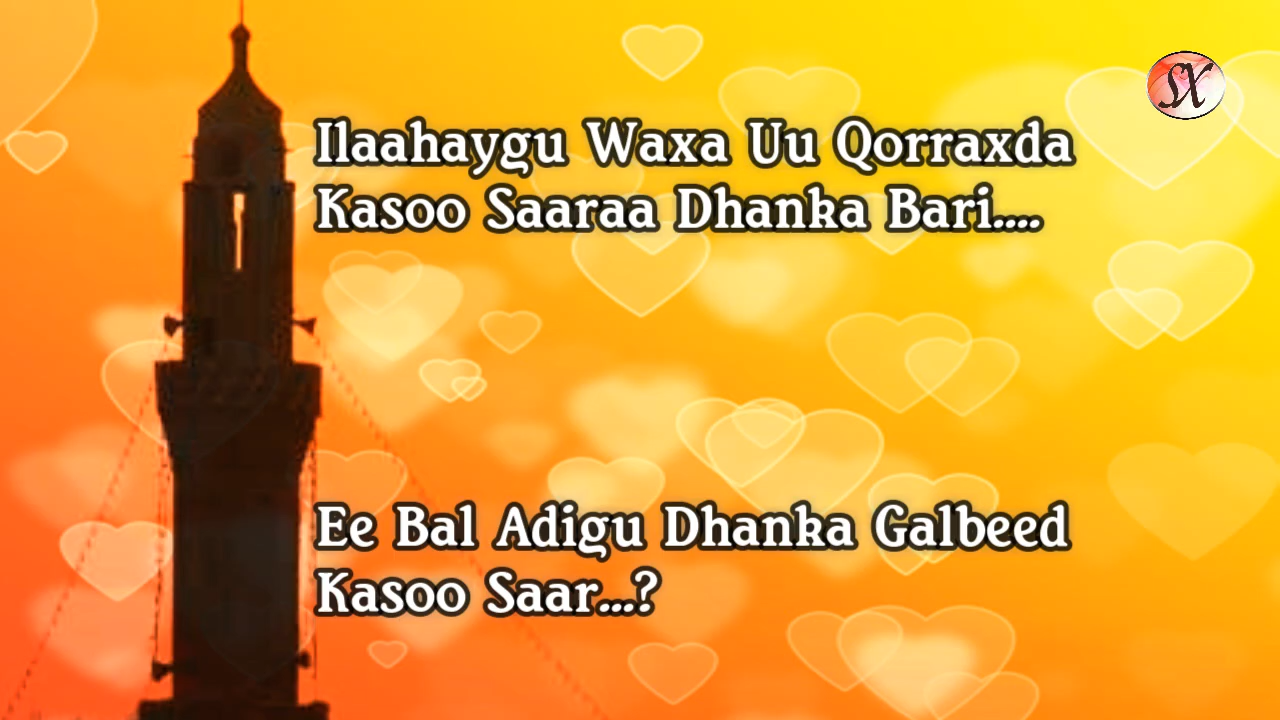 SX
Ilaahaygu Waxa Uu Qorraxda
Kasoo Saaraa Dhanka Bari....
Ee Bal Adigu Dhanka Galbeed
Kasoo Saar...?